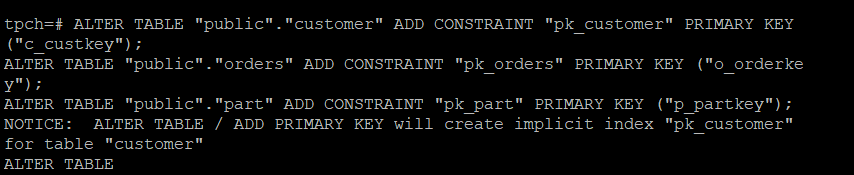 tpch=# ALTER TABLE "public"."customer" ADD CONSTRAINT "pk_customer" PRIMARY KEY
("c_custkey");
ALTER TABLE "public"."orders" ADD CONSTRAINT "pk_orders" PRIMARY KEY ("o_orderke
y");
ALTER TABLE "public"."part" ADD CONSTRAINT "pk_part" PRIMARY KEY ("p_partkey");
NOTICE:  ALTER TABLE / ADD PRIMARY KEY will create implicit index "pk_customer"
for table "customer"
ALTER TABLE